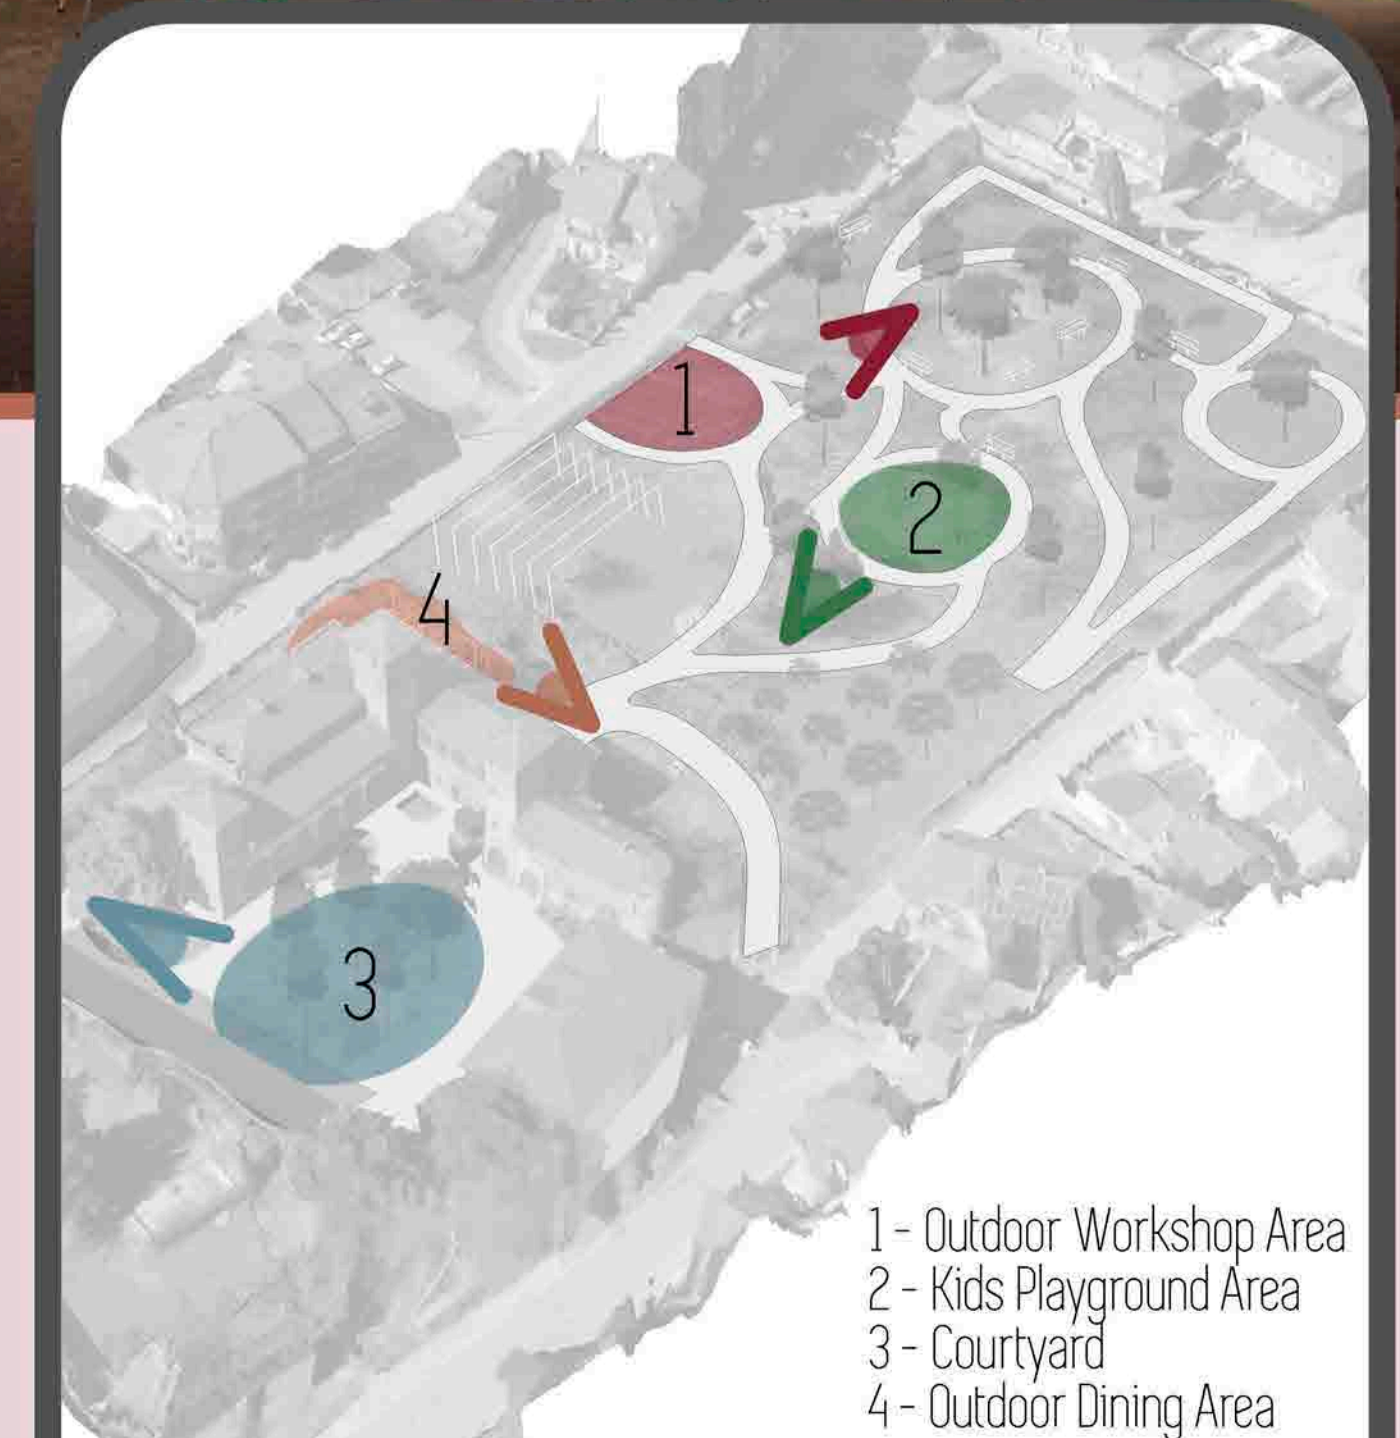 1
2
4
3
1 - Outdoor Workshop Area
2 - Kids Playground Area
3 - Courtyard
4 - Outdoor Dining Area